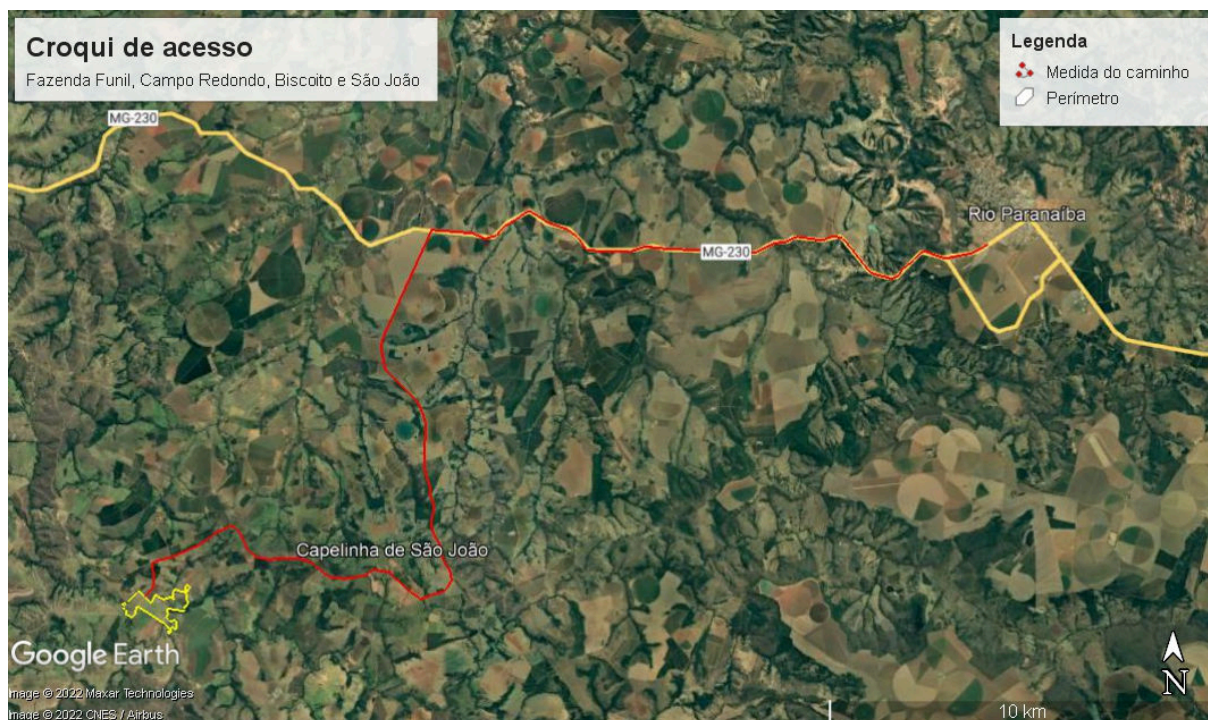 Croqui de acesso
Fazenda Funil, Campo Redondo, Biscoito e São João
Legenda
Medida do caminho
Perímetro
MG-230
Rio Paranaíba
MG-230
Capelinha de São João
Google Earth
Image © 2022 Maxar Technologies
Image © 2022 CNES / Airbus
10 km
N